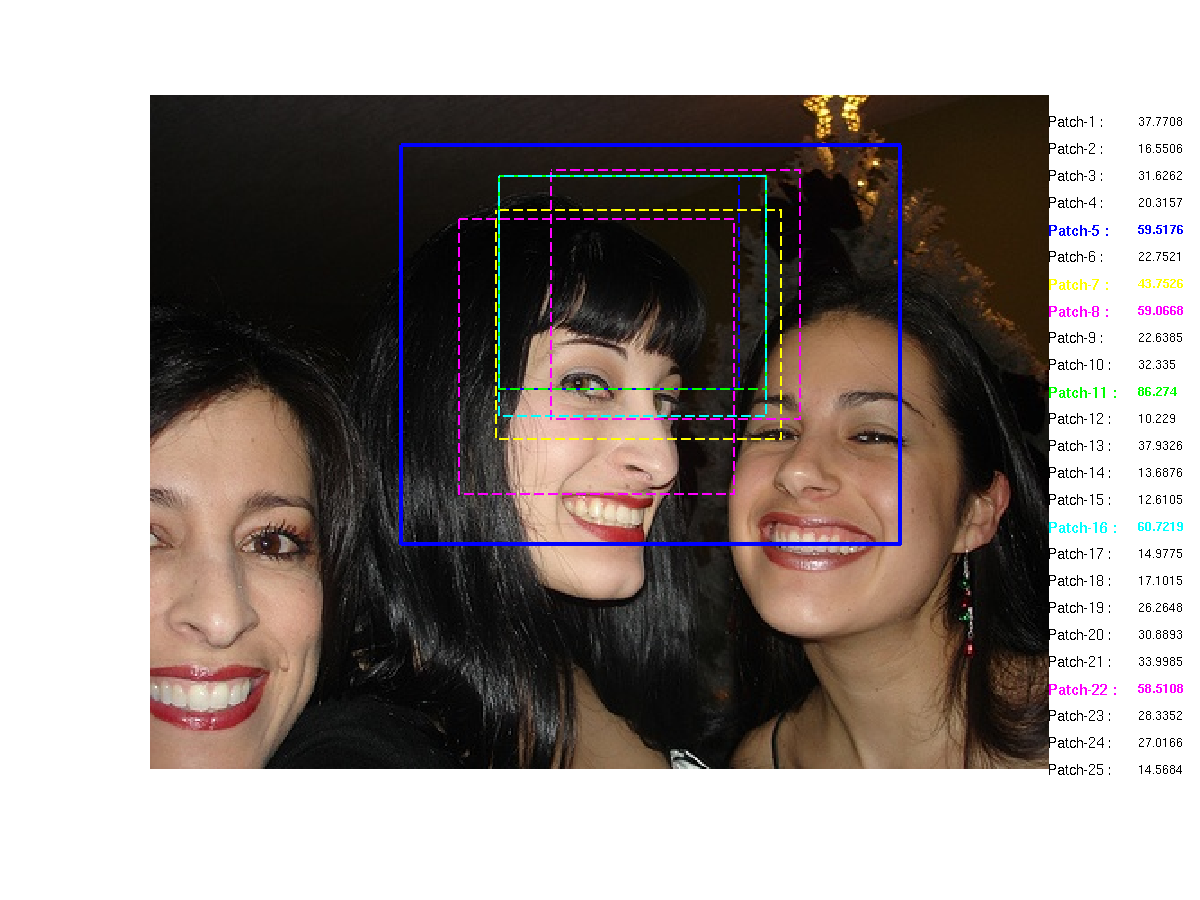 Patch-1 : 37.7708
Patch-2 : 16.5506
Patch-3 : 31.6262
Patch-4 : 20.3157
Patch-5 : 59.5176
Patch-6 : 22.7521
Patch-7 : 43.7526
Patch-8 : 59.0668
Patch-9 : 22.6385
Patch-10 : 32.335
Patch-11 : 86.274
Patch-12 : 10.229
Patch-13 : 37.9326
Patch-14 : 13.6876
Patch-15 : 12.6105
Patch-16 : 60.7219
Patch-17 : 14.9775
Patch-18 : 17.1015
Patch-19 : 26.2648
Patch-20 : 30.8893
Patch-21 : 33.9985
Patch-22 : 58.5108
Patch-23 : 28.3352
Patch-24 : 27.0166
Patch-25 : 14.5684